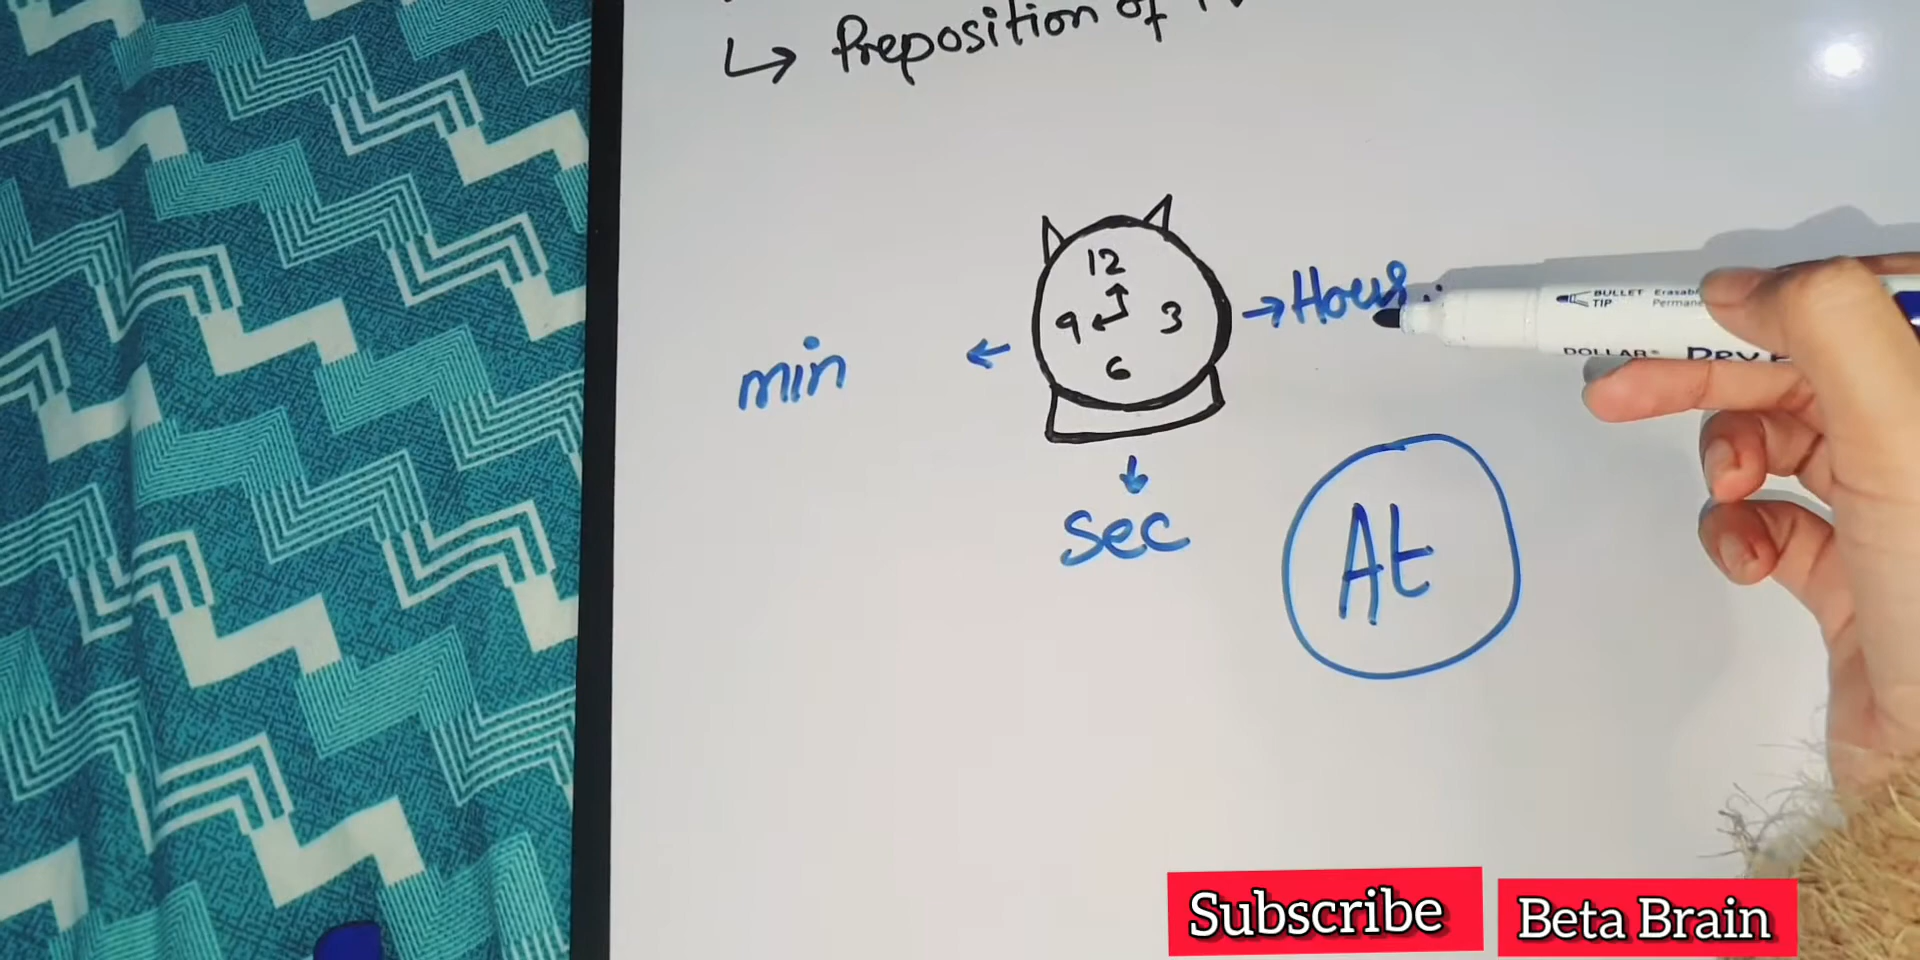 ↳ Preposition of
12
9 3
6
→ Hour
min ←
↓
Sec
At
BULLET TIP
DOLLAR
Subscribe
Beta Brain